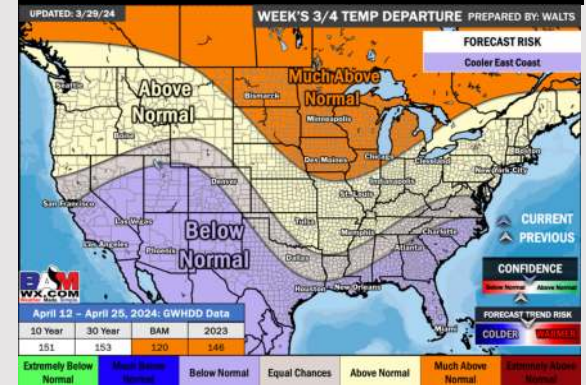 UPDATED: 3/29/24
WEEK'S 3/4 TEMP DEPARTURE PREPARED BY: WALTS
FORECAST RISK
Cooler East Coast
Seattle
Above
Normal
Much Above
Normal
Bismarck
Minneapolis
Boise
Des Moines
Chicago
Cleveland
Boston
New York City
Indianapolis
Denver
St. Louis
San Francisco
Las Vegas
Los Angeles
Phoenix
Below
Normal
Tulsa
Memphis
Charlotte
Atlanta
Dallas
Houston
New Orleans
Miami
CURRENT
PREVIOUS
CONFIDENCE
Below Normal Above Normal
FORECAST TREND RISK
COLDER WARMER
BAM
WX.COM
April 12 – April 25, 2024: GWHDD Data
10 Year 30 Year BAM 2023
151 153 120 146
Extremely Below
Normal
Much Below
Normal
Below Normal
Equal Chances
Above Normal
Much Above
Normal
Extremely Above
Normal